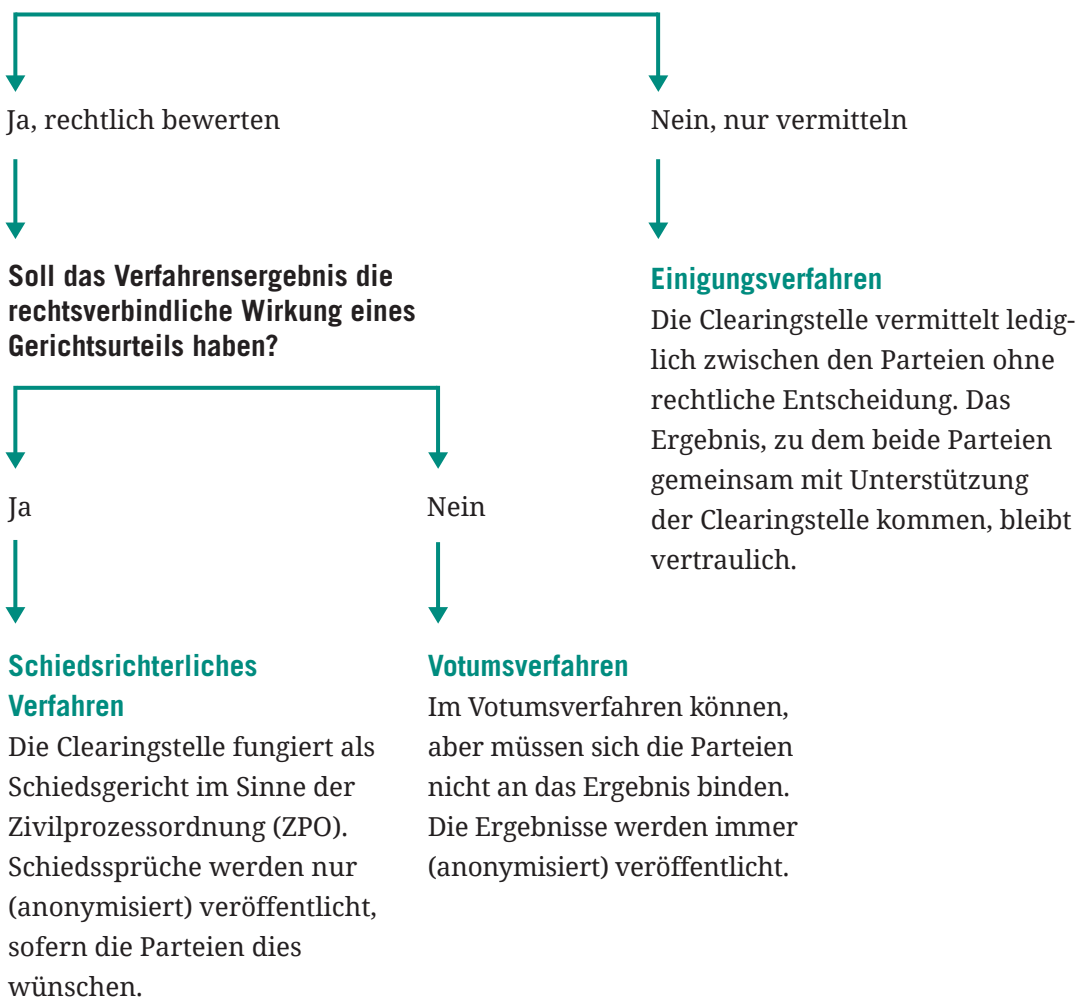 Ja, rechtlich bewerten
Nein, nur vermitteln
Soll das Verfahrensergebnis die
rechtsverbindliche Wirkung eines
Gerichtsurteils haben?
Ja
Nein
Schiedsrichterliches
Verfahren
Die Clearingstelle fungiert als
Schiedsgericht im Sinne der
Zivilprozessordnung (ZPO).
Schiedssprüche werden nur
(anonymisiert) veröffentlicht,
sofern die Parteien dies
wünschen.
Votumsverfahren
Im Votumsverfahren können,
aber müssen sich die Parteien
nicht an das Ergebnis binden.
Die Ergebnisse werden immer
(anonymisiert) veröffentlicht.
Einigungsverfahren
Die Clearingstelle vermittelt ledig-
lich zwischen den Parteien ohne
rechtliche Entscheidung. Das
Ergebnis, zu dem beide Parteien
gemeinsam mit Unterstützung
der Clearingstelle kommen, bleibt
vertraulich.